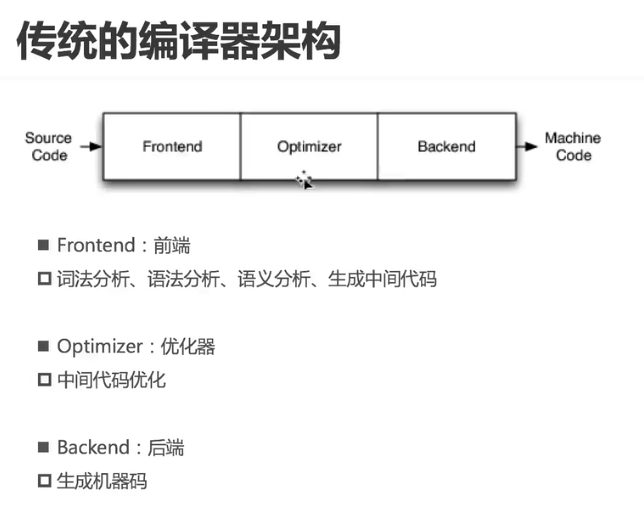 传统的编译器架构
Source Code
Frontend
Optimizer
Backend
Machine Code
Frontend：前端
词法分析、语法分析、语义分析、生成中间代码
Optimizer：优化器
中间代码优化
Backend：后端
生成机器码